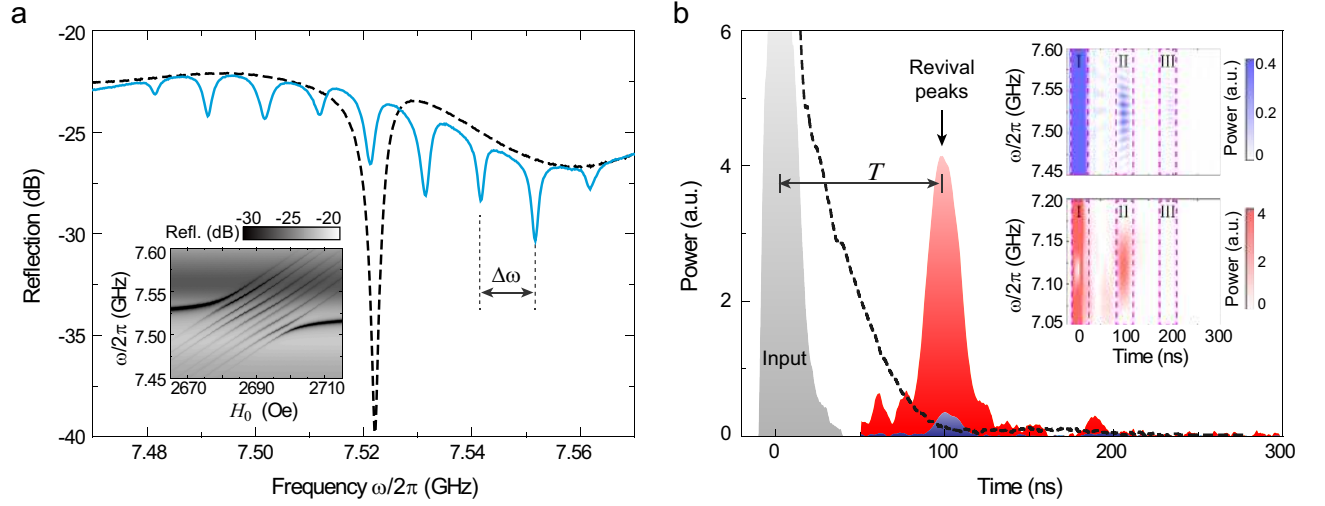 a
-20
-25
-30
-35
-40
Reflection (dB)
7.48
7.50
7.52
7.54
7.56
Frequency ω/2π (GHz)
Δω
Refl. (dB)
-30
-25
-20
7.60
7.55
7.50
7.45
ω/2π (GHz)
2670
2690
2710
H₀ (Oe)
b
6
4
2
0
Power (a.u.)
0
100
200
300
Time (ns)
Input
T
Revival
peaks
7.60
7.55
7.50
7.45
ω/2π (GHz)
I
II
III
Power (a.u.)
0.4
0.2
0
7.20
7.15
7.10
7.05
ω/2π (GHz)
I
II
III
Power (a.u.)
4
2
0
0
100
200
300
Time (ns)